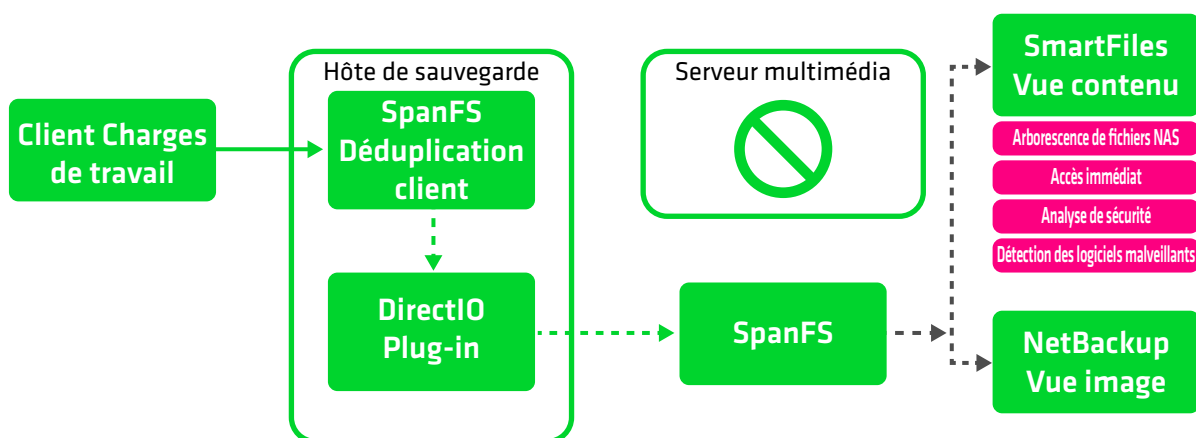 Client Charges
de travail
Hôte de sauvegarde
SpanFS
Déduplication
client
DirectIO
Plug-in
Serveur multimédia
SpanFS
SmartFiles
Vue contenu
Arborescence de fichiers NAS
Accès immédiat
Analyse de sécurité
Détection des logiciels malveillants
NetBackup
Vue image